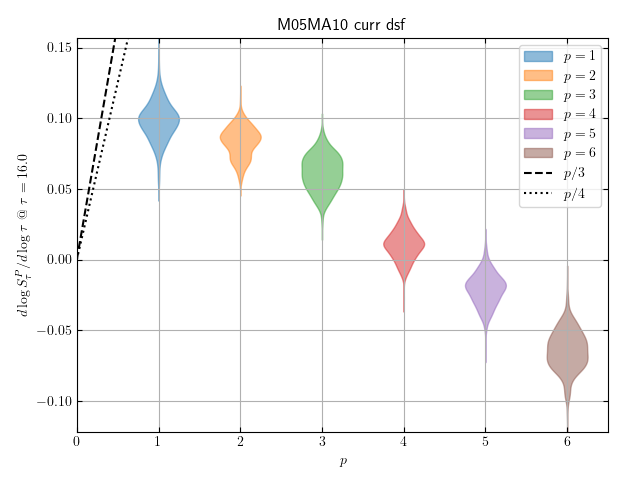 M05MA10 curr dsf
d log S_τ^p / d log τ @ τ = 16.0
0.15
0.10
0.05
0.00
−0.05
−0.10
p = 1
p = 2
p = 3
p = 4
p = 5
p = 6
p/3
p/4
0 1 2 3 4 5 6
p